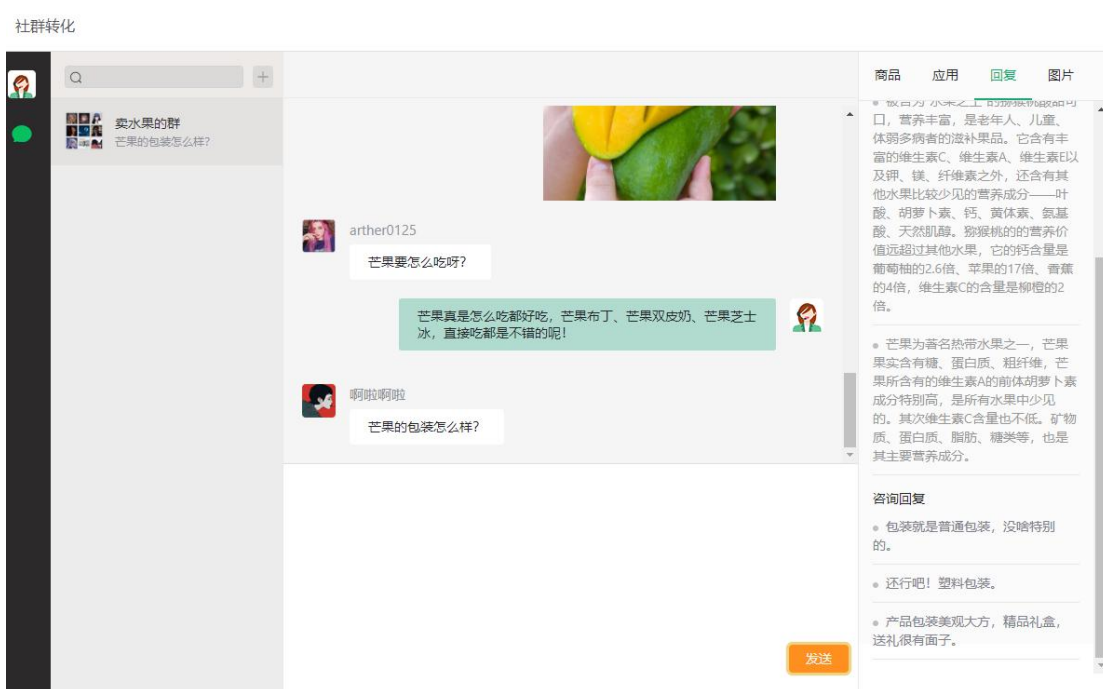 社群转化
卖水果的群
芒果的包装怎么样?
arther0125
芒果要怎么吃呀?
芒果真是怎么吃都好吃，芒果布丁、芒果双皮奶、芒果芝士
冰，直接吃都是不错的呢!
啊啦啊啦
芒果的包装怎么样?
发送
商品 应用 回复 图片
口，营养丰富，是老年人、儿童、
体弱多病者的滋补果品。它含有丰
富的维生素C、维生素A、维生素E以
及钾、镁、纤维素之外，还含有其
他水果比较少见的营养成分——叶
酸、胡萝卜素、钙、黄体素、氨基
酸、天然肌醇。猕猴桃的的营养价
值远超过其他水果，它的钙含量是
葡萄柚的2.6倍、苹果的17倍、香蕉
的4倍，维生素C的含量是柳橙的2
倍。
芒果为著名热带水果之一，芒果
果实含有糖、蛋白质、粗纤维，芒
果所含有的维生素A的前体胡萝卜素
成分特别高，是所有水果中少见
的。其次维生素C含量也不低。矿物
质、蛋白质、脂肪、糖类等，也是
其主要营养成分。
咨询回复
包装就是普通包装，没啥特别
的。
还行吧！塑料包装。
产品包装美观大方，精品礼盒，
送礼很有面子。